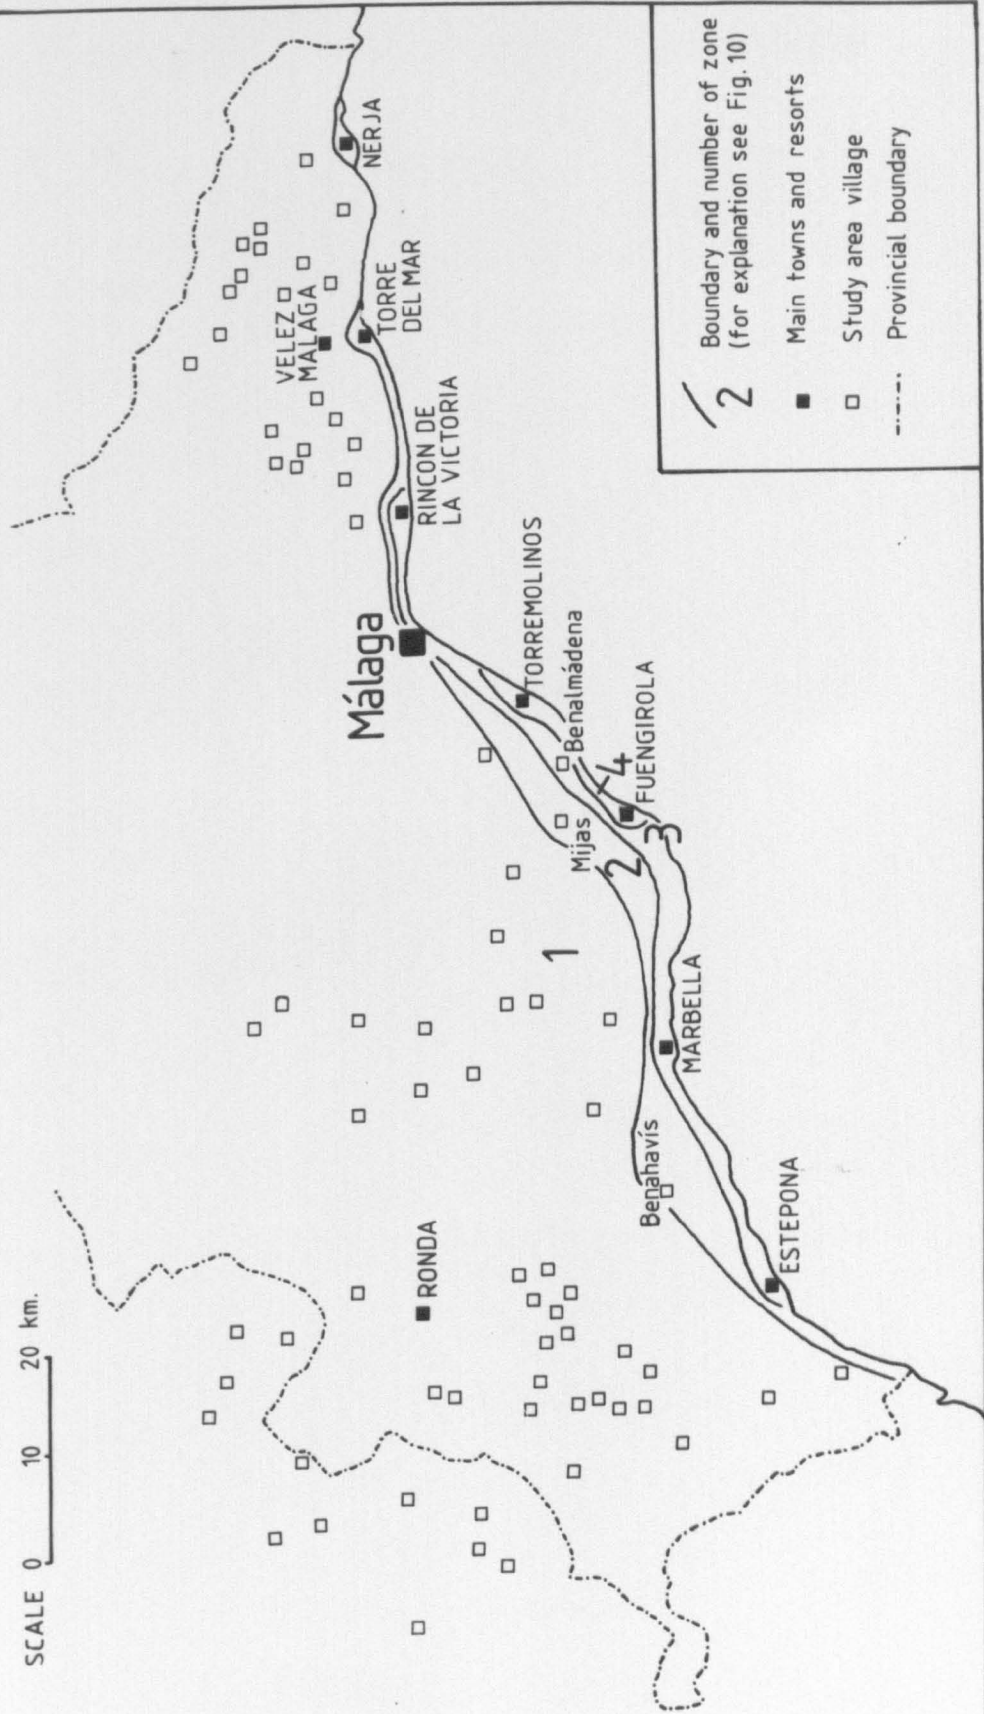 SCALE 0 10 20 km.
RONDA
Málaga
VELEZ
MALAGA
TORRE
DEL MAR
NERJA
RINCON DE
LA VICTORIA
TORREMOLINOS
Benalmádena
Mijas
FUENGIROLA
1
2
3
4
Benahavís
MARBELLA
ESTEPONA
2
Boundary and number of zone
(for explanation see Fig. 10)
Main towns and resorts
Study area village
Provincial boundary